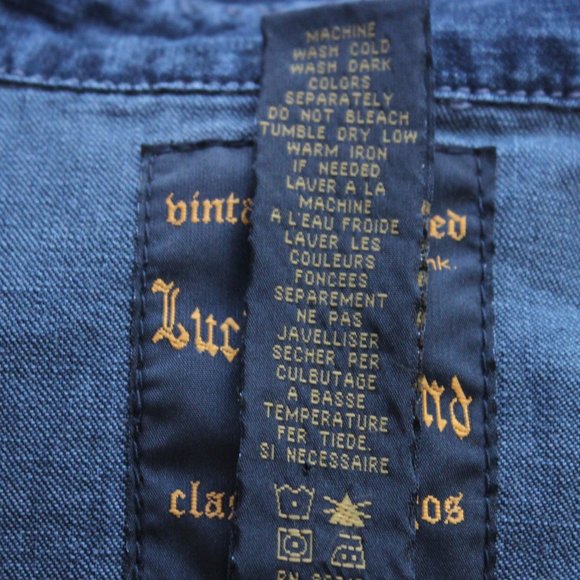 MACHINE
WASH COLD
WASH DARK
COLORS
SEPARATELY
DO NOT BLEACH
TUMBLE DRY LOW
WARM IRON
IF NEEDED
LAVER A LA
MACHINE
A L'EAU FROIDE
LAVER LES
COULEURS
FONCEES
SEPAREMENT
NE PAS
JAVELLISER
SECHER PER
CULBUTAGE
A BASSE
TEMPERATURE
FER TIEDE.
SI NECESSAIRE